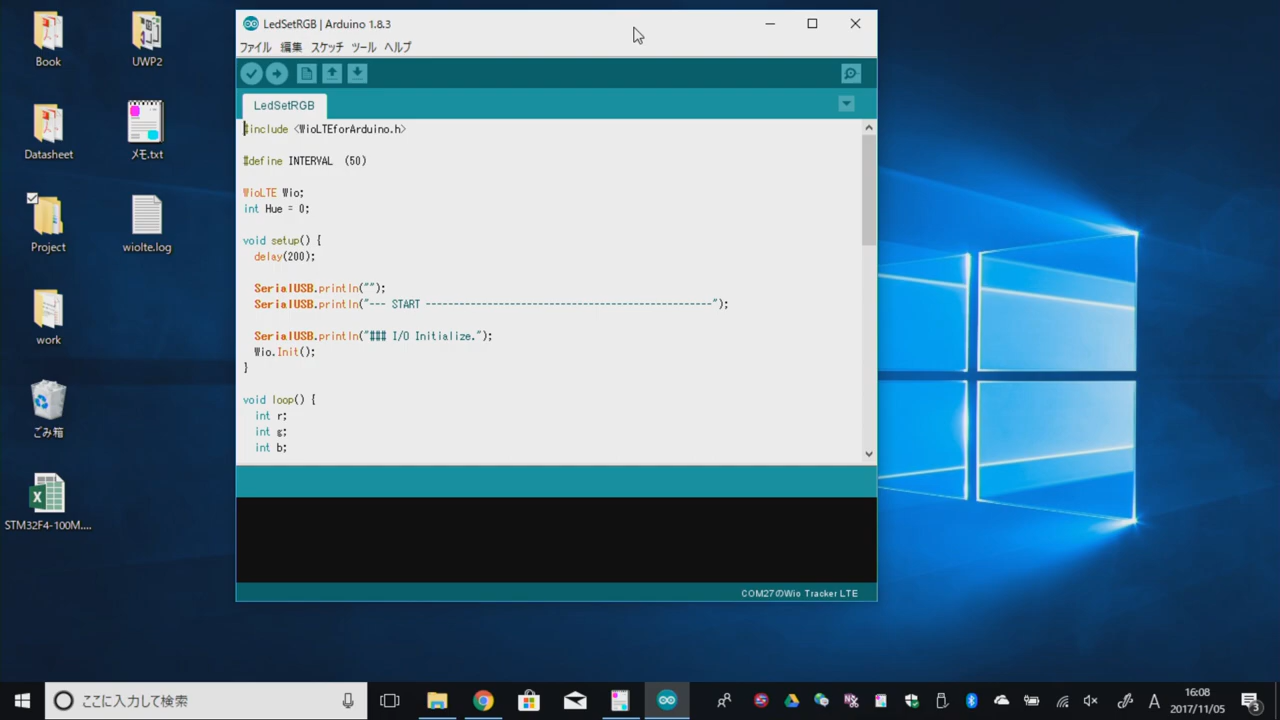 Book
UWP2
Datasheet
メモ.txt
Project
wiolte.log
work
ごみ箱
STM32F4-100M....
LedSetRGB | Arduino 1.8.3
ファイル 編集 スケッチ ツール ヘルプ
LedSetRGB
#include <WioLTEforArduino.h>
#define INTERVAL (50)
WioLTE Wio;
int Hue = 0;
void setup() {
delay(200);
SerialUSB.println("");
SerialUSB.println("--- START ---------------------------------------------------");
SerialUSB.println("### I/O Initialize.");
Wio.Init();
}
void loop() {
int r;
int g;
int b;
COM27のWio Tracker LTE
ここに入力して検索
A
16:08
2017/11/05
3